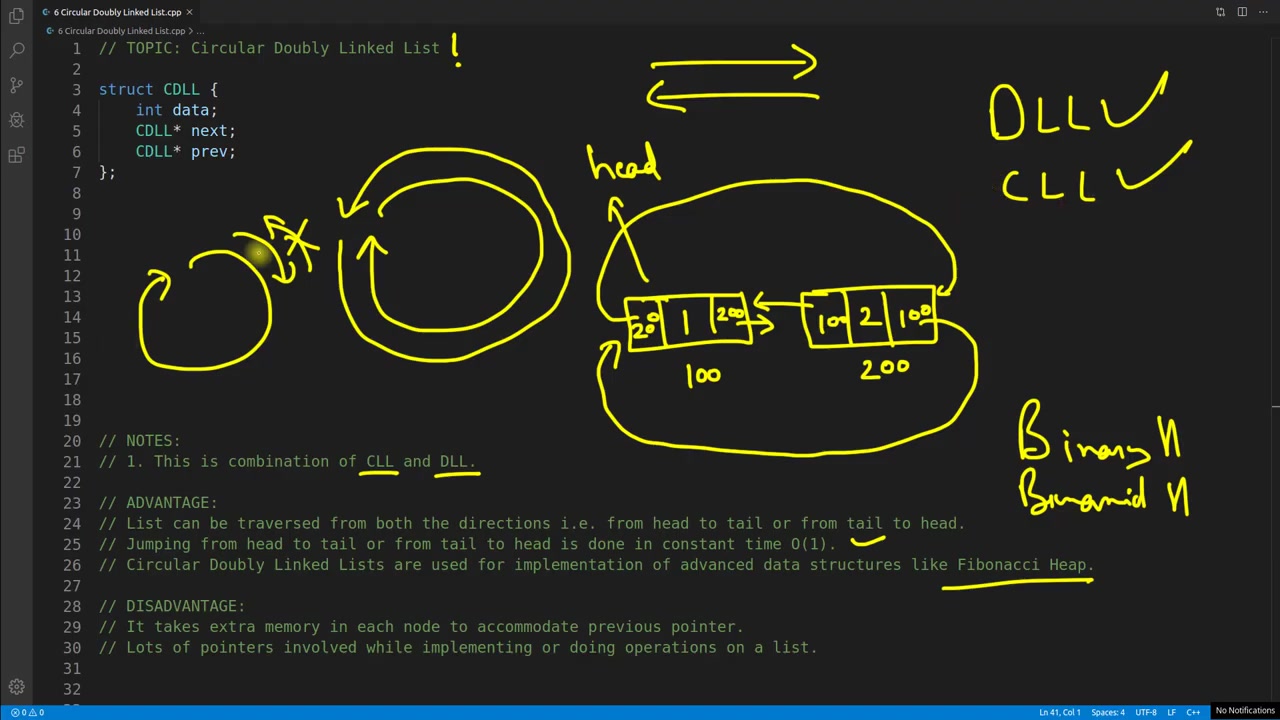 6 Circular Doubly Linked List.cpp ×
6 Circular Doubly Linked List.cpp > ...
1 // TOPIC: Circular Doubly Linked List !
2
3 struct CDLL {
4 int data;
5 CDLL* next;
6 CDLL* prev;
7 };
8
9
10
11
12
13
14
15
16
17
18
19
20 // NOTES:
21 // 1. This is combination of CLL and DLL.
22
23 // ADVANTAGE:
24 // List can be traversed from both the directions i.e. from head to tail or from tail to head.
25 // Jumping from head to tail or from tail to head is done in constant time O(1).
26 // Circular Doubly Linked Lists are used for implementation of advanced data structures like Fibonacci Heap.
27
28 // DISADVANTAGE:
29 // It takes extra memory in each node to accommodate previous pointer.
30 // Lots of pointers involved while implementing or doing operations on a list.
31
32
DLL
CLL
head
200 1 200
100 2 100
100
200
Binary H
0 0
Ln 41, Col 1 Spaces: 4 UTF-8 LF C++
No Notifications